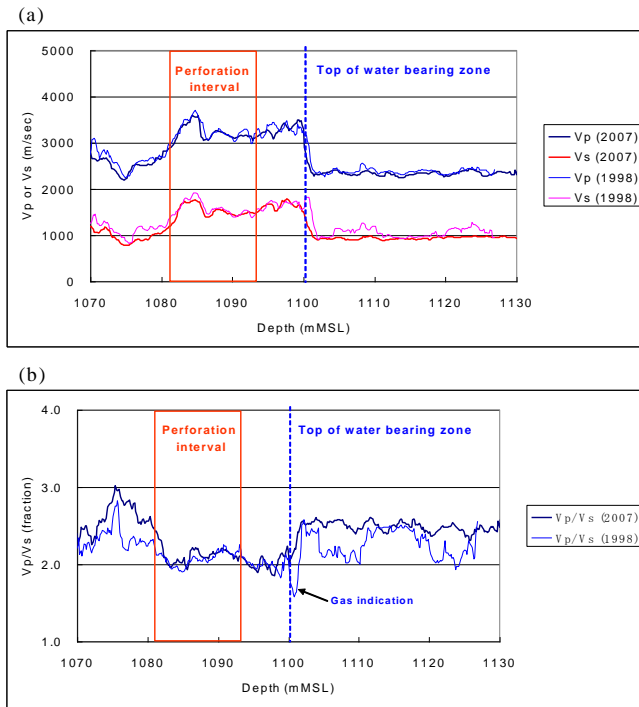 (a)
5000
4000
3000
2000
1000
0
Vp or Vs (m/sec)
Perforation
interval
Top of water bearing zone
1070 1080 1090 1100 1110 1120 1130
Depth (mMSL)
Vp (2007)
Vs (2007)
Vp (1998)
Vs (1998)
(b)
4.0
3.0
2.0
1.0
Vp/Vs (fraction)
Perforation
interval
Top of water bearing zone
Gas indication
1070 1080 1090 1100 1110 1120 1130
Depth (mMSL)
Vp/Vs (2007)
Vp/Vs (1998)